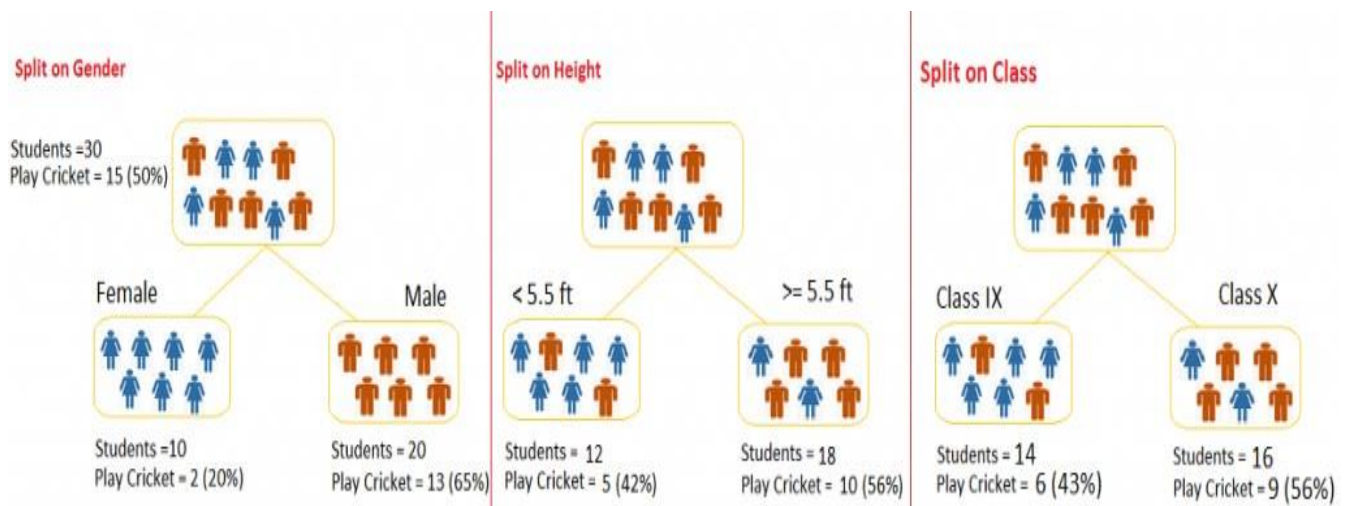 Split on Gender
Students =30
Play Cricket = 15 (50%)
Female
Male
Students =10
Play Cricket = 2 (20%)
Students = 20
Play Cricket = 13 (65%)
Split on Height
< 5.5 ft
>= 5.5 ft
Students = 12
Play Cricket = 5 (42%)
Students = 18
Play Cricket = 10 (56%)
Split on Class
Class IX
Class X
Students = 14
Play Cricket = 6 (43%)
Students = 16
Play Cricket = 9 (56%)